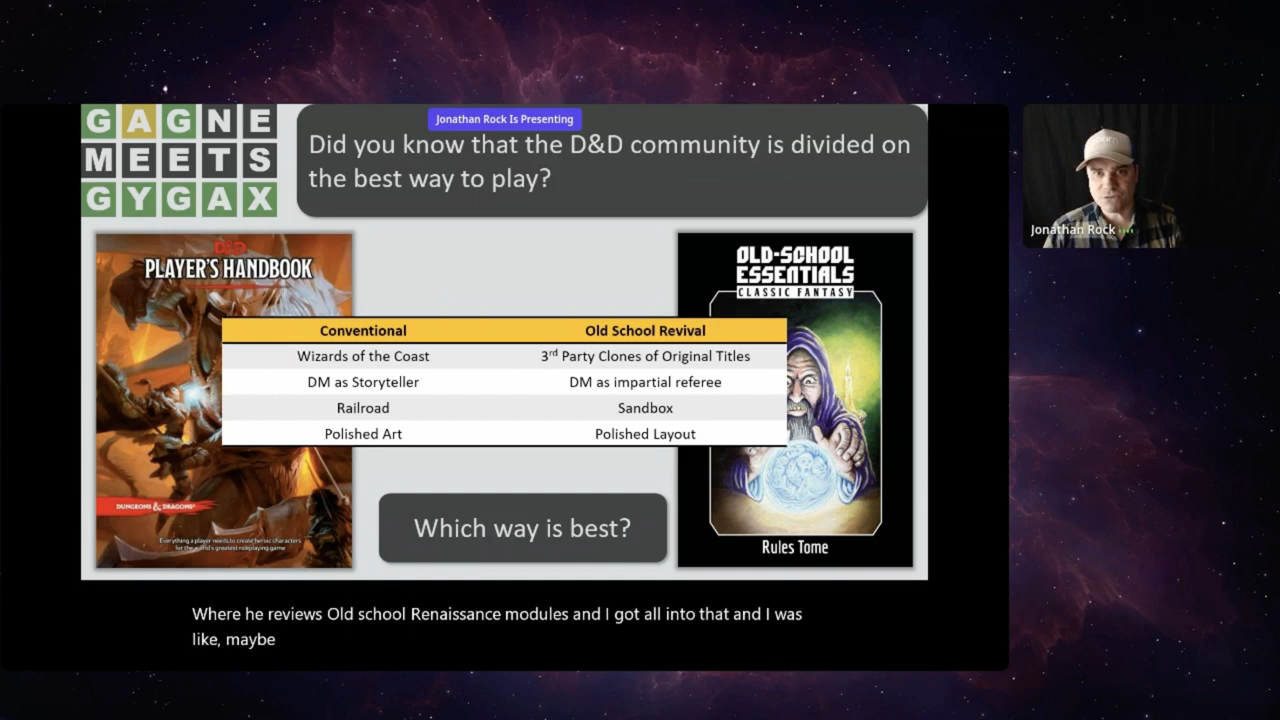 GAGNE
MEETS
GYGAX
Jonathan Rock Is Presenting
Did you know that the D&D community is divided on
the best way to play?
D&D
PLAYER'S HANDBOOK
DUNGEONS & DRAGONS®
Everything a player needs to create heroic characters
for the world's greatest roleplaying game
OLD-SCHOOL
ESSENTIALS
CLASSIC FANTASY
Rules Tome
Conventional Old School Revival
Wizards of the Coast 3rd Party Clones of Original Titles
DM as Storyteller DM as impartial referee
Railroad Sandbox
Polished Art Polished Layout
Which way is best?
Jonathan Rock
Where he reviews Old school Renaissance modules and I got all into that and I was
like, maybe